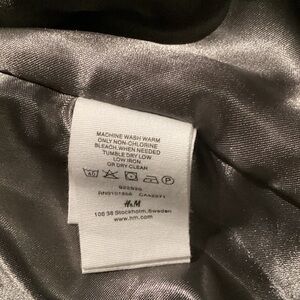 MACHINE WASH WARM
ONLY NON-CHLORINE
BLEACH,WHEN NEEDED
TUMBLE DRY LOW
LOW IRON
OR DRY-CLEAN
H&M
106 38 Stockholm,Sweden
www.hm.com